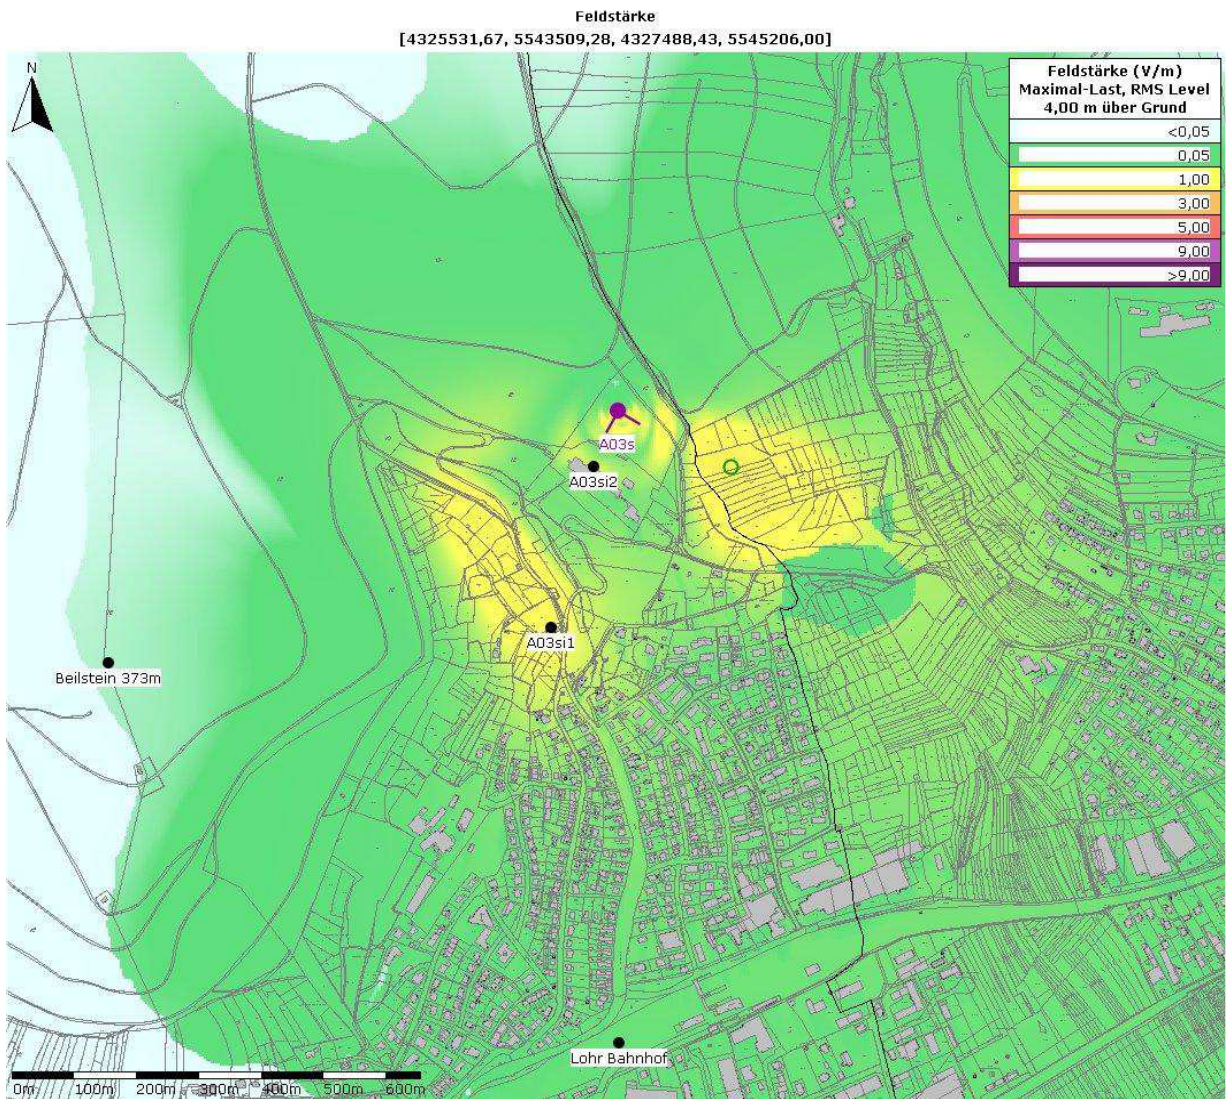 Feldstärke
[4325531,67, 5543509,28, 4327488,43, 5545206,00]
N
Feldstärke (V/m)
Maximal-Last, RMS Level
4,00 m über Grund
<0,05
0,05
1,00
3,00
5,00
9,00
>9,00
A03s
A03si2
A03si1
Beilstein 373m
Lohr Bahnhof
0m 100m 200m 300m 400m 500m 600m